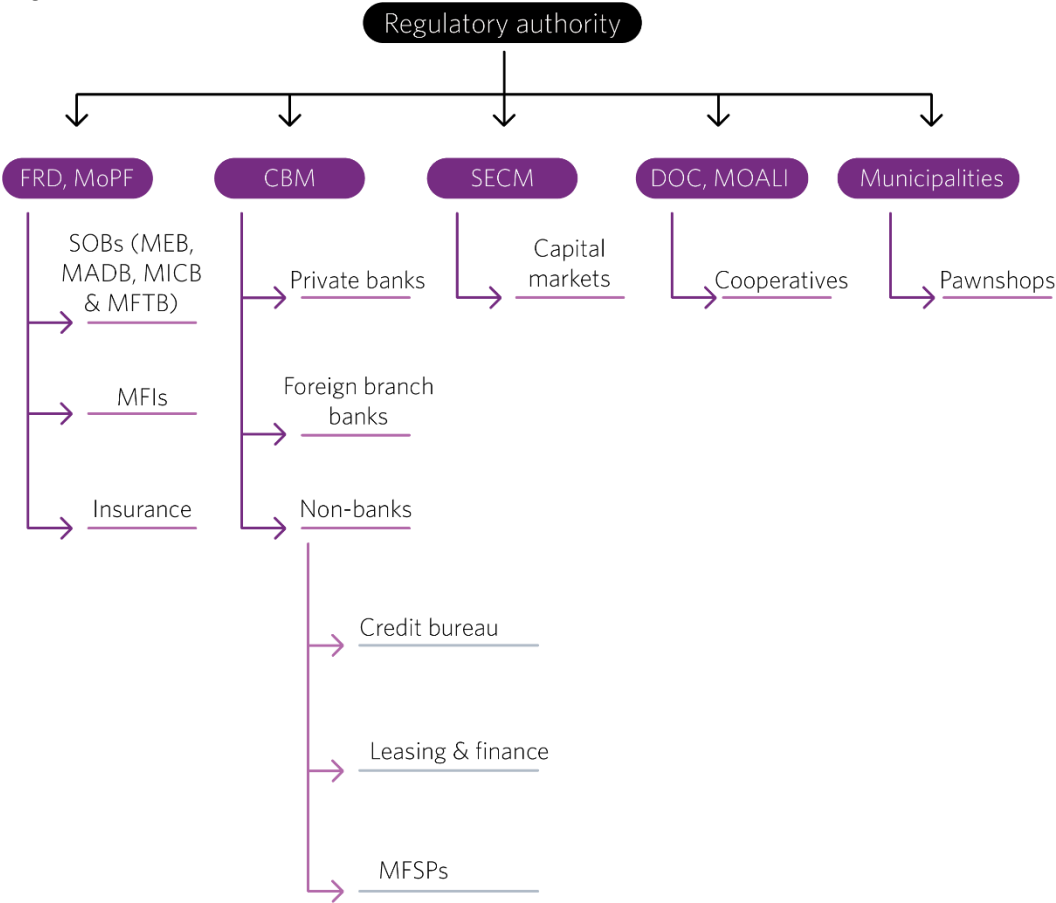 Regulatory authority
FRD, MoPF
CBM
SECM
DOC, MOALI
Municipalities
SOBs (MEB,
MADB, MICB
& MFTB)
MFIs
Insurance
Private banks
Foreign branch
banks
Non-banks
Credit bureau
Leasing & finance
MFSPs
Capital
markets
Cooperatives
Pawnshops